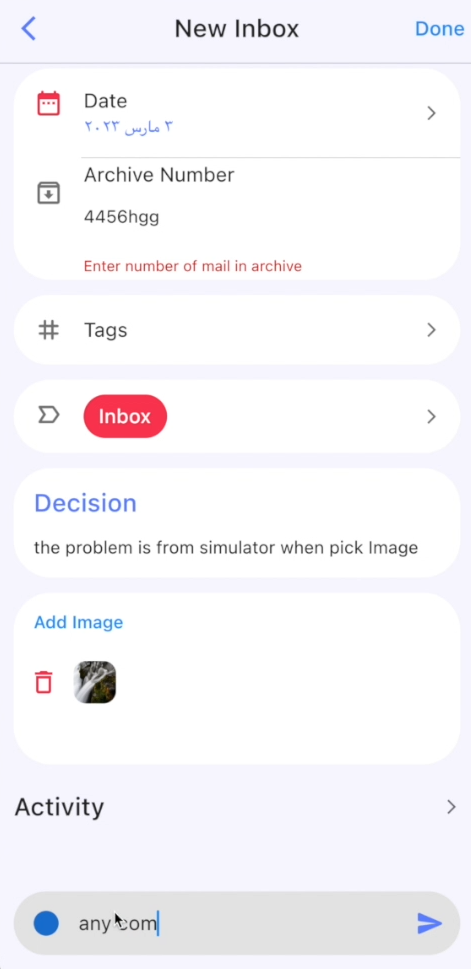 New Inbox
Done
Date
٣ مارس ٢٠٢٣
Archive Number
4456hgg
Enter number of mail in archive
Tags
Inbox
Decision
the problem is from simulator when pick Image
Add Image
Activity
any com